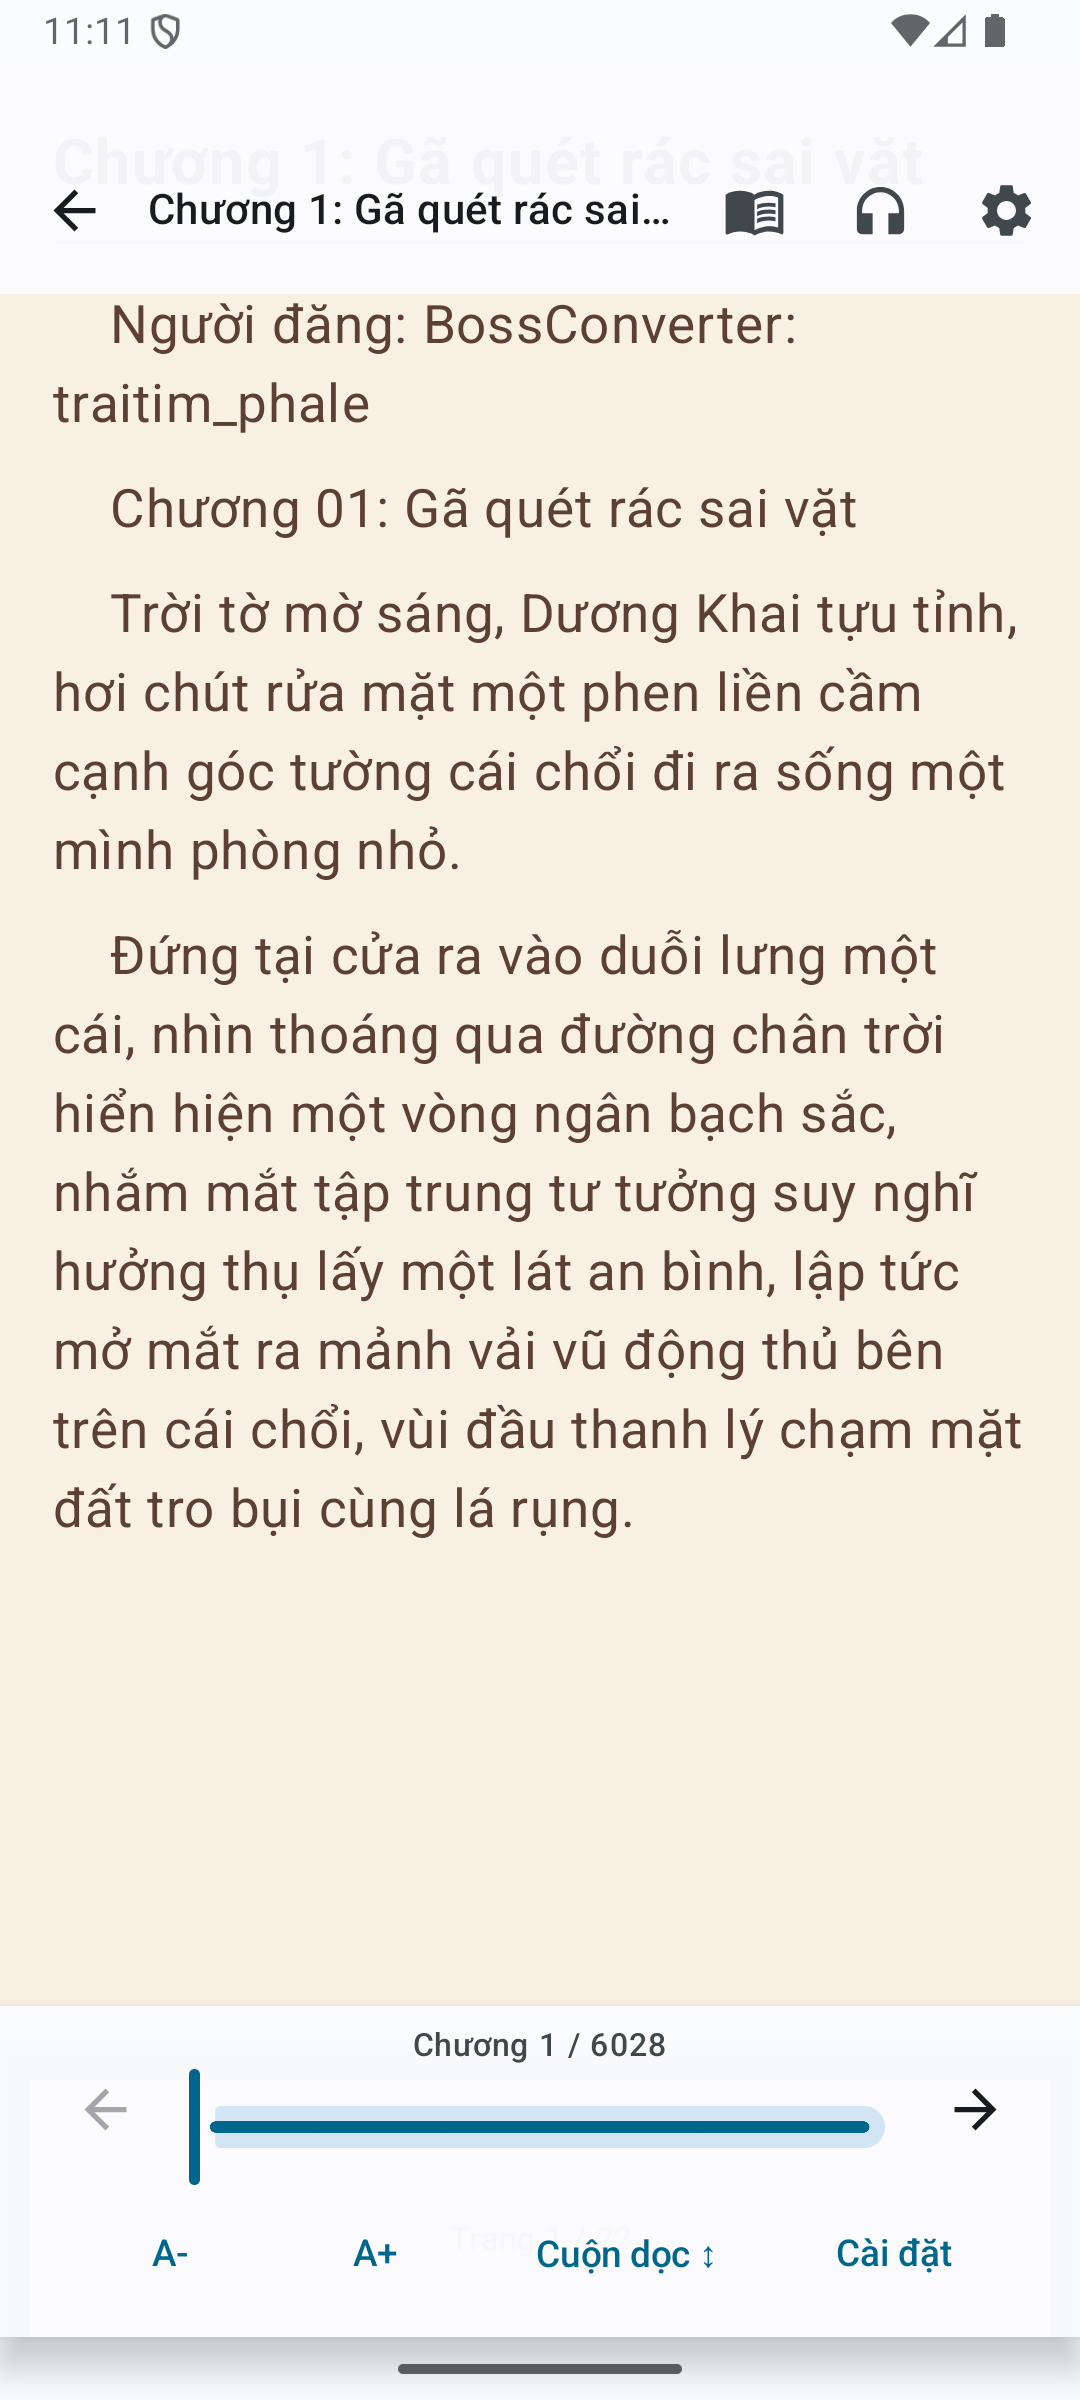 11:11
Chương 1: Gã quét rác sai vặt
Chương 1: Gã quét rác sai...
Người đăng: BossConverter:
traitim_phale
Chương 01: Gã quét rác sai vặt
Trời tờ mờ sáng, Dương Khai tựu tỉnh,
hơi chút rửa mặt một phen liền cầm
cạnh góc tường cái chổi đi ra sống một
mình phòng nhỏ.
Đứng tại cửa ra vào duỗi lưng một
cái, nhìn thoáng qua đường chân trời
hiển hiện một vòng ngân bạch sắc,
nhắm mắt tập trung tư tưởng suy nghĩ
hưởng thụ lấy một lát an bình, lập tức
mở mắt ra mảnh vải vũ động thủ bên
trên cái chổi, vùi đầu thanh lý chạm mặt
đất tro bụi cùng lá rụng.
Chương 1 / 6028
Trang 1 / 22
A-
A+
Cuộn dọc ↕
Cài đặt